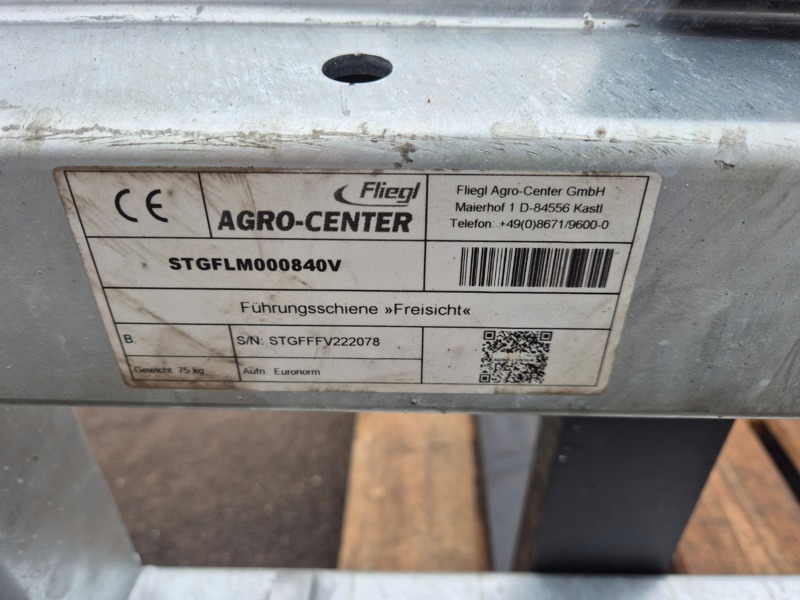 CE
Fliegl
AGRO-CENTER
Fliegl Agro-Center GmbH
Maierhof 1 D-84556 Kastl
Telefon: +49(0)8671/9600-0
STGFLM000840V
Führungsschiene »Freisicht«
B:
S/N: STGFFFV222078
Gewicht: 75 kg
Aufn. Euronorm